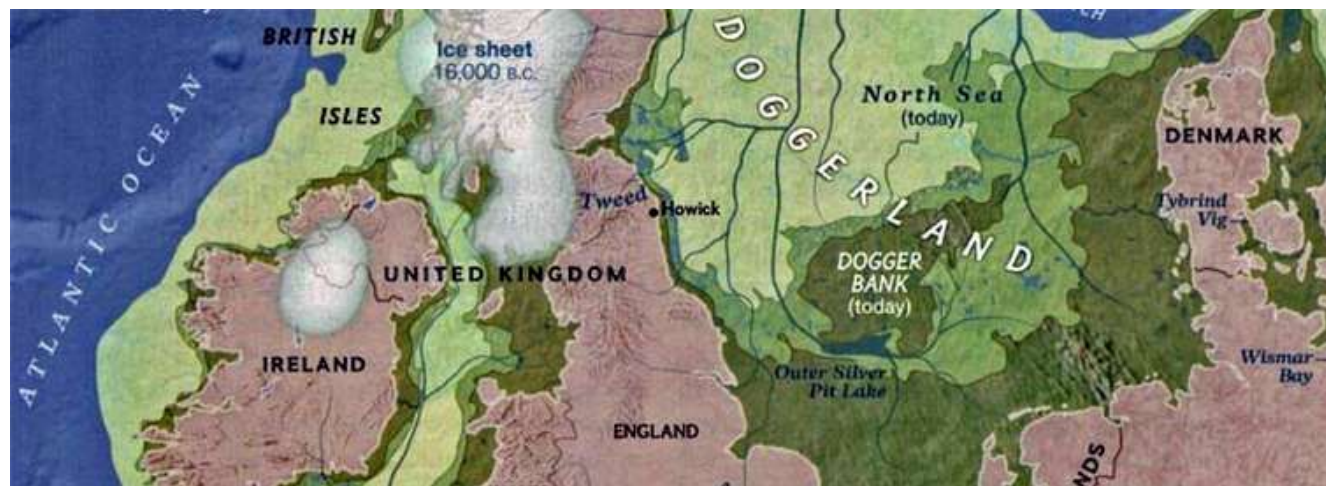 BRITISH
ISLES
Ice sheet
16,000 B.C.
DOGGERLAND
North Sea
(today)
DENMARK
ATLANTIC OCEAN
Tweed
Howick
Tybrind
Vig
UNITED KINGDOM
DOGGER
BANK
(today)
IRELAND
Outer Silver
Pit Lake
Wismar
Bay
ENGLAND
NDS